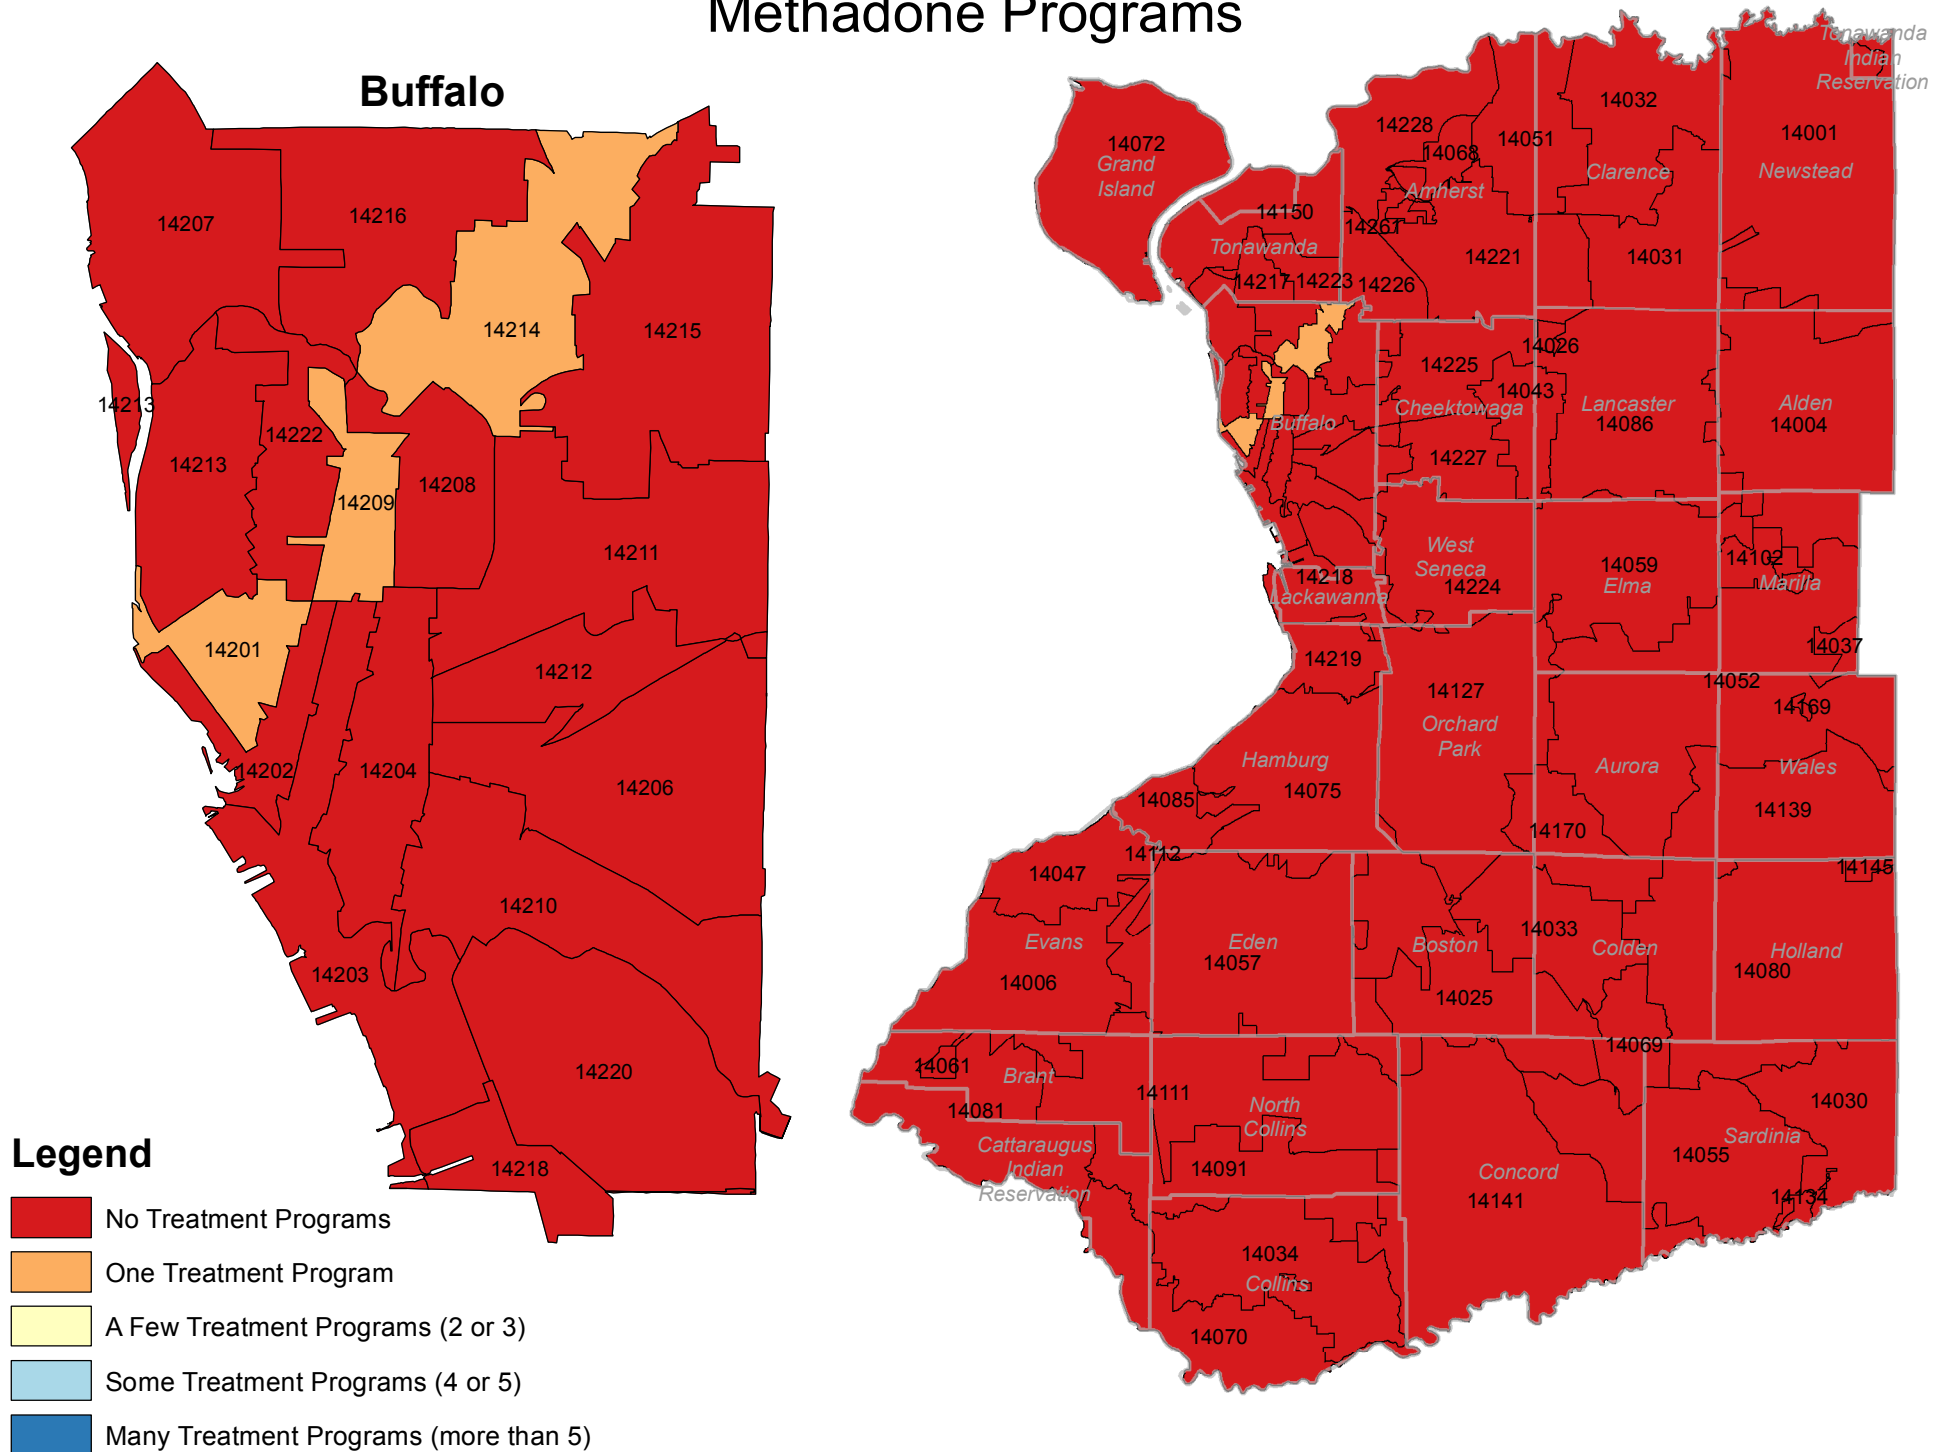 Methadone Programs
Buffalo
14207
14216
14214
14215
14213
14213
14222
14209
14208
14211
14201
14212
14202
14204
14206
14210
14203
14220
14218
Legend
No Treatment Programs
One Treatment Program
A Few Treatment Programs (2 or 3)
Some Treatment Programs (4 or 5)
Many Treatment Programs (more than 5)
Tonawanda
Indian
Reservation
14072
Grand
Island
14228
14068
14051
14032
14001
Amherst
Clarence
Newstead
14150
14261
Tonawanda
14221
14031
14217
14223
14226
14026
14225
14043
Cheektowaga
Lancaster
14086
Alden
14004
Buffalo
14227
West
Seneca
14224
14059
Elma
14102
Marilla
14218
Lackawanna
14037
14219
14127
14052
14169
Orchard
Park
Hamburg
14075
Aurora
Wales
14085
14139
14170
14112
14145
14047
14033
Evans
Eden
14057
Boston
Colden
Holland
14080
14006
14025
14069
14061
Brant
14111
14081
North
Collins
14030
Sardinia
14055
Cattaraugus
Indian
Reservation
14091
Concord
14141
14134
14034
Collins
14070